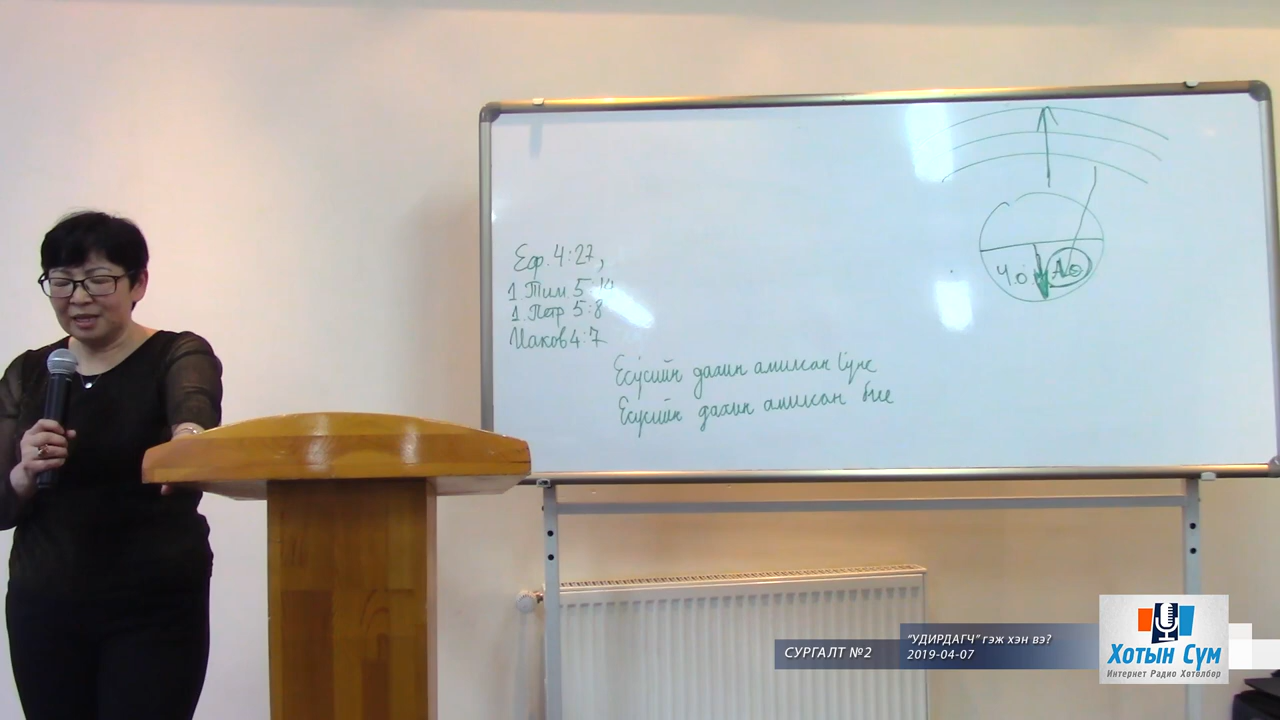 Еф. 4:27,
1. Тим. 5:14
1. Петр 5:8
Иаков 4:7
Есүсийн дахин амилсан сүнс
Есүсийн дахин амилсан бие
Ч.О.
СУРГАЛТ №2
"УДИРДАГЧ" гэж хэн вэ?
2019-04-07
Хотын Сүм
Интернет Радио Хөтөлбөр